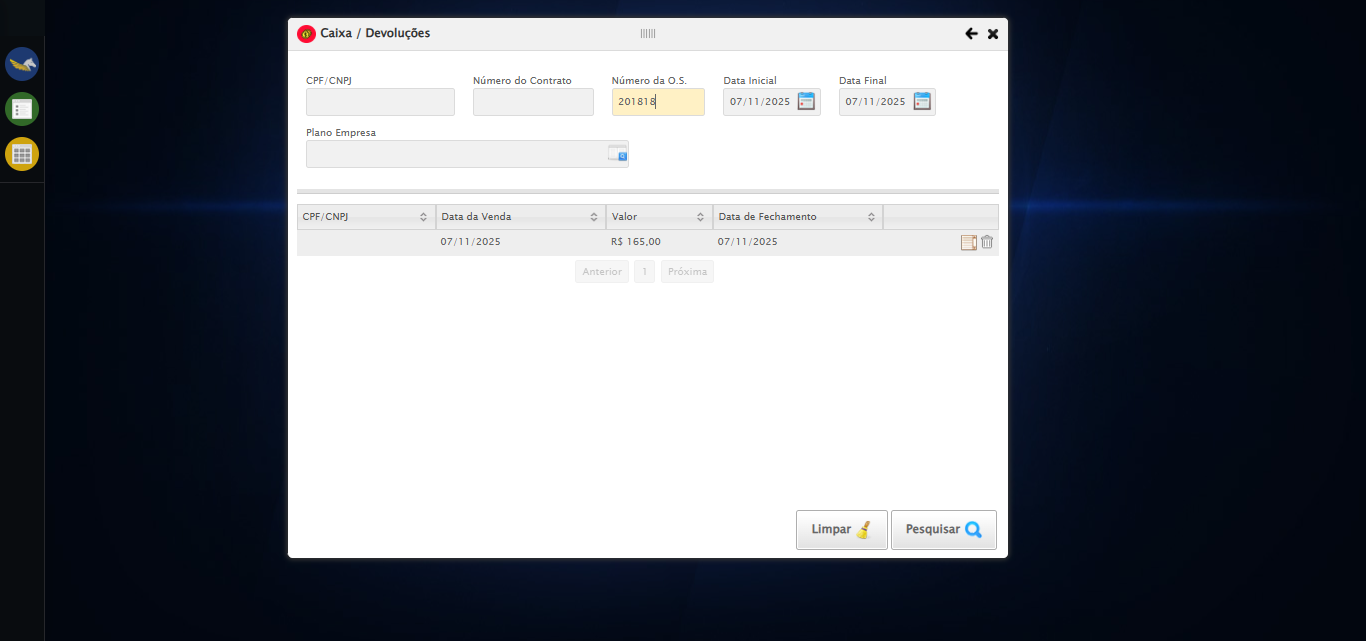 Caixa / Devoluções
CPF/CNPJ
Número do Contrato
Número da O.S.
Data Inicial
Data Final
201818
07/11/2025
07/11/2025
Plano Empresa
CPF/CNPJ
Data da Venda
Valor
Data de Fechamento
07/11/2025
R$ 165,00
07/11/2025
Anterior
1
Próxima
Limpar
Pesquisar